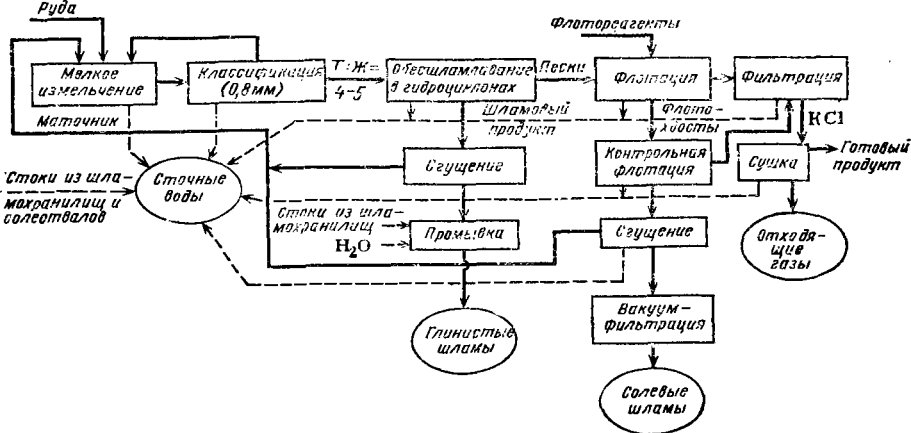 Руда
Флотореагенты
Мелкое
измельчение
Классификация
(0,8мм)
Т:Ж=
4-5
Обесшламливание
в гидроциклонах
Пески
Флотация
Фильтрация
Маточник
Шламовый
продукт
Флото-
хвосты
KCl
Готовый
продукт
Стоки из шла-
мохранилищ и
солеотвалов
Сточные
воды
Сгущение
Контрольная
флотация
Сушка
Стоки из шла-
мохранилищ
H₂O
Промывка
Сгущение
Отходя-
щие
газы
Глинистые
шламы
Вакуум-
фильтрация
Солевые
шламы